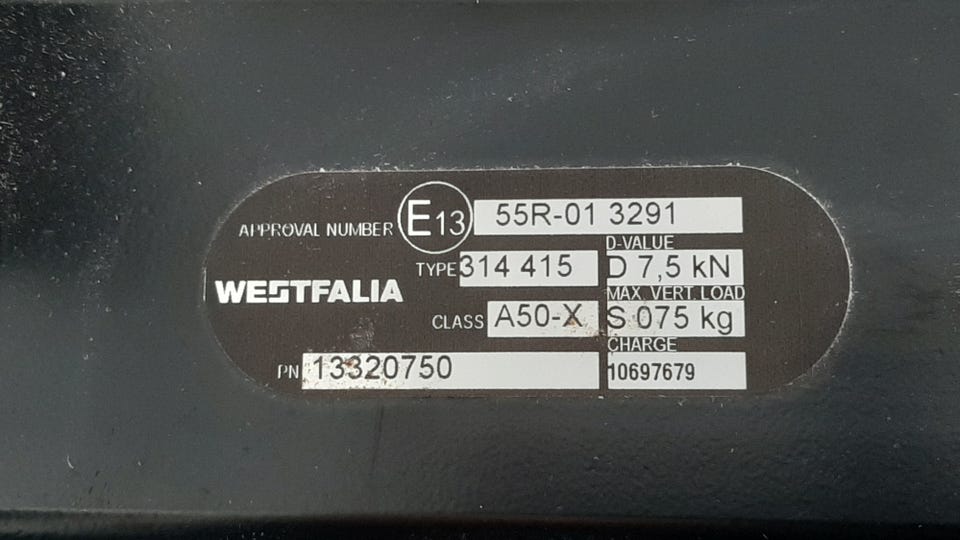 APPROVAL NUMBER E13 55R-01 3291
D-VALUE
TYPE 314 415 D 7,5 kN
WESTFALIA
MAX. VERT. LOAD
CLASS A50-X S 075 kg
CHARGE
PN 13320750 10697679